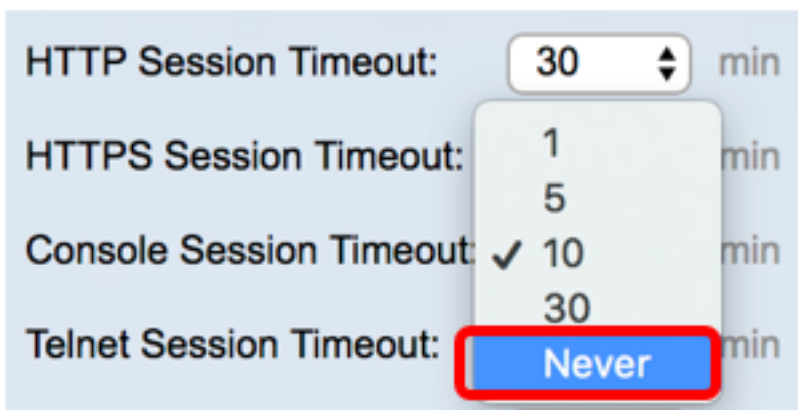 HTTP Session Timeout: 30 min
1
HTTPS Session Timeout: min
5
Console Session Timeout: ✓ 10 min
30
Telnet Session Timeout: min
Never